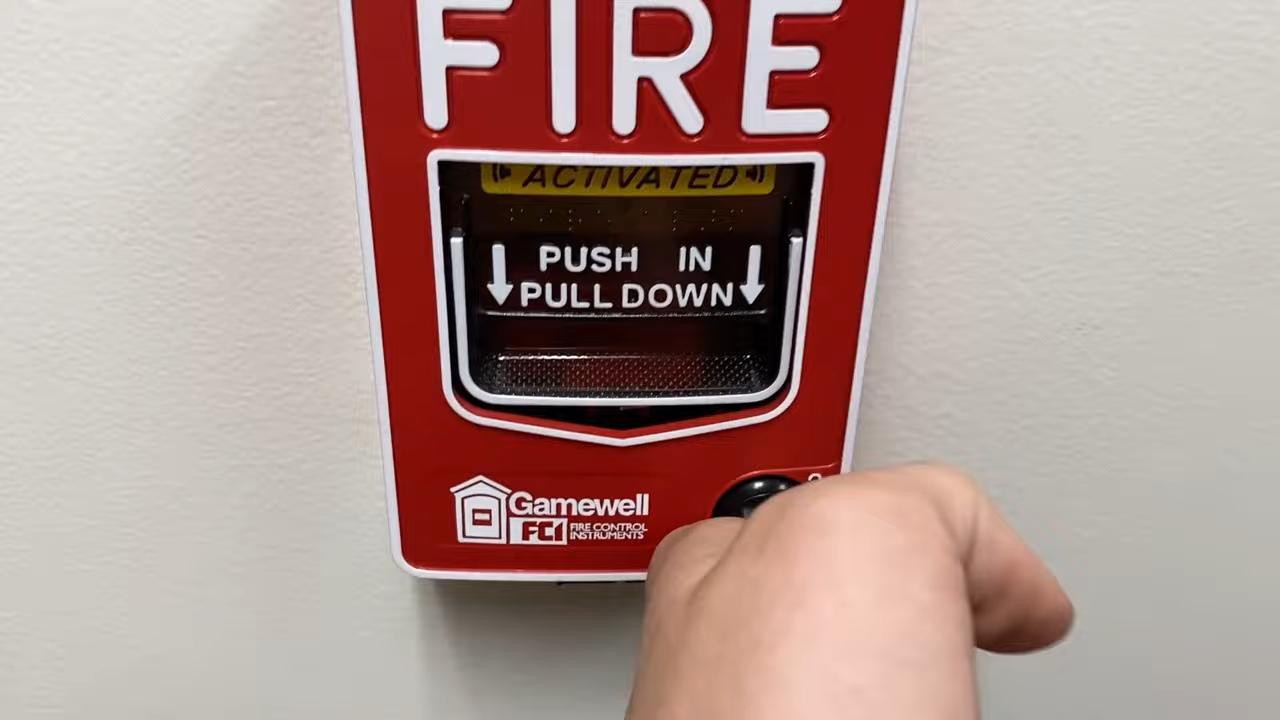 FIRE
ACTIVATED
PUSH IN
PULL DOWN
Gamewell
FCI FIRE CONTROL
INSTRUMENTS